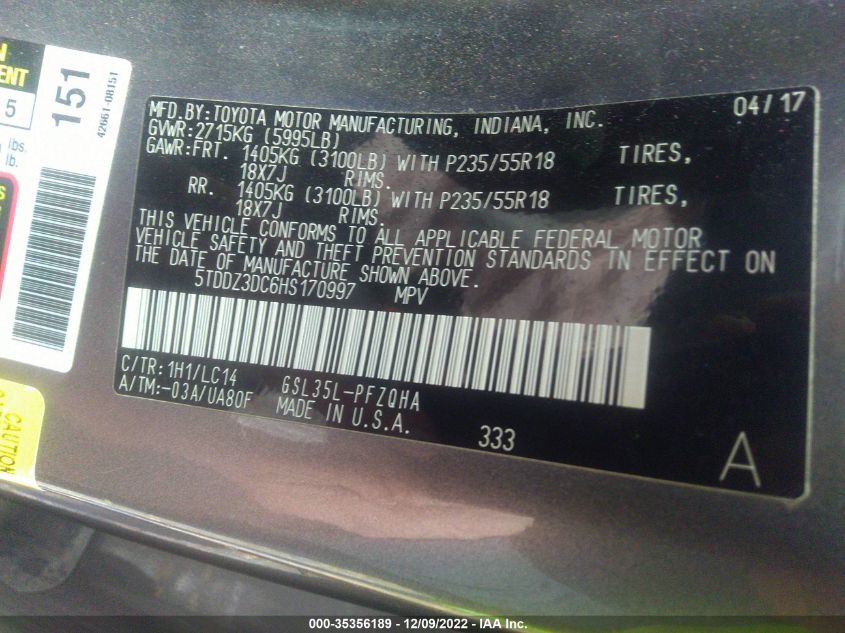 N
ENT
5
lbs.
lb.
151
42661-08151
S
CAUTION
MFD.BY:TOYOTA MOTOR MANUFACTURING, INDIANA, INC. 04/17
GVWR:2715KG (5995LB)
GAWR:FRT. 1405KG (3100LB) WITH P235/55R18 TIRES,
18X7J RIMS.
RR. 1405KG (3100LB) WITH P235/55R18 TIRES,
18X7J RIMS.
THIS VEHICLE CONFORMS TO ALL APPLICABLE FEDERAL MOTOR
VEHICLE SAFETY AND THEFT PREVENTION STANDARDS IN EFFECT ON
THE DATE OF MANUFACTURE SHOWN ABOVE.
5TDDZ3DC6HS170997 MPV
C/TR:1H1/LC14 GSL35L-PFZQHA
A/TM:-03A/UA80F MADE IN U.S.A.
333
A
000-35356189 - 12/09/2022 - IAA Inc.